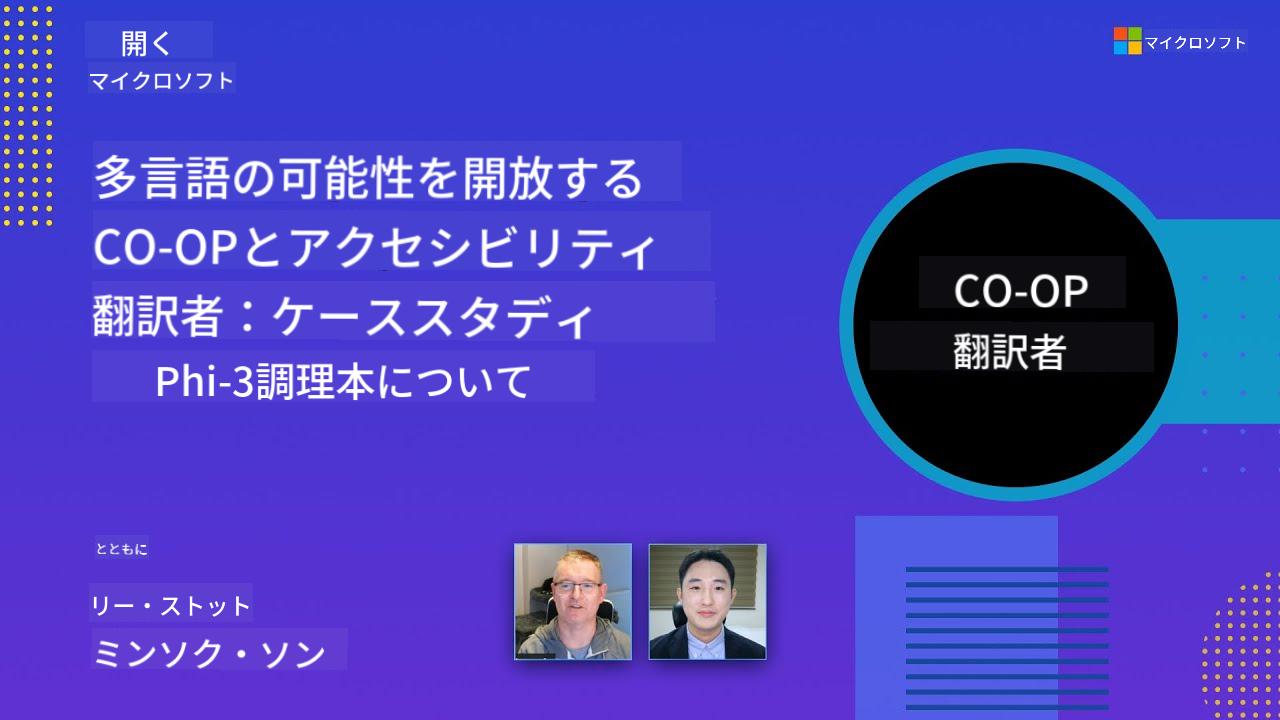 開く
マイクロソフト
マイクロソフト
多言語の可能性を開放する
CO-OPとアクセシビリティ
翻訳者：ケーススタディ
Phi-3調理本について
CO-OP
翻訳者
とともに
リー・ストット
ミンソク・ソン